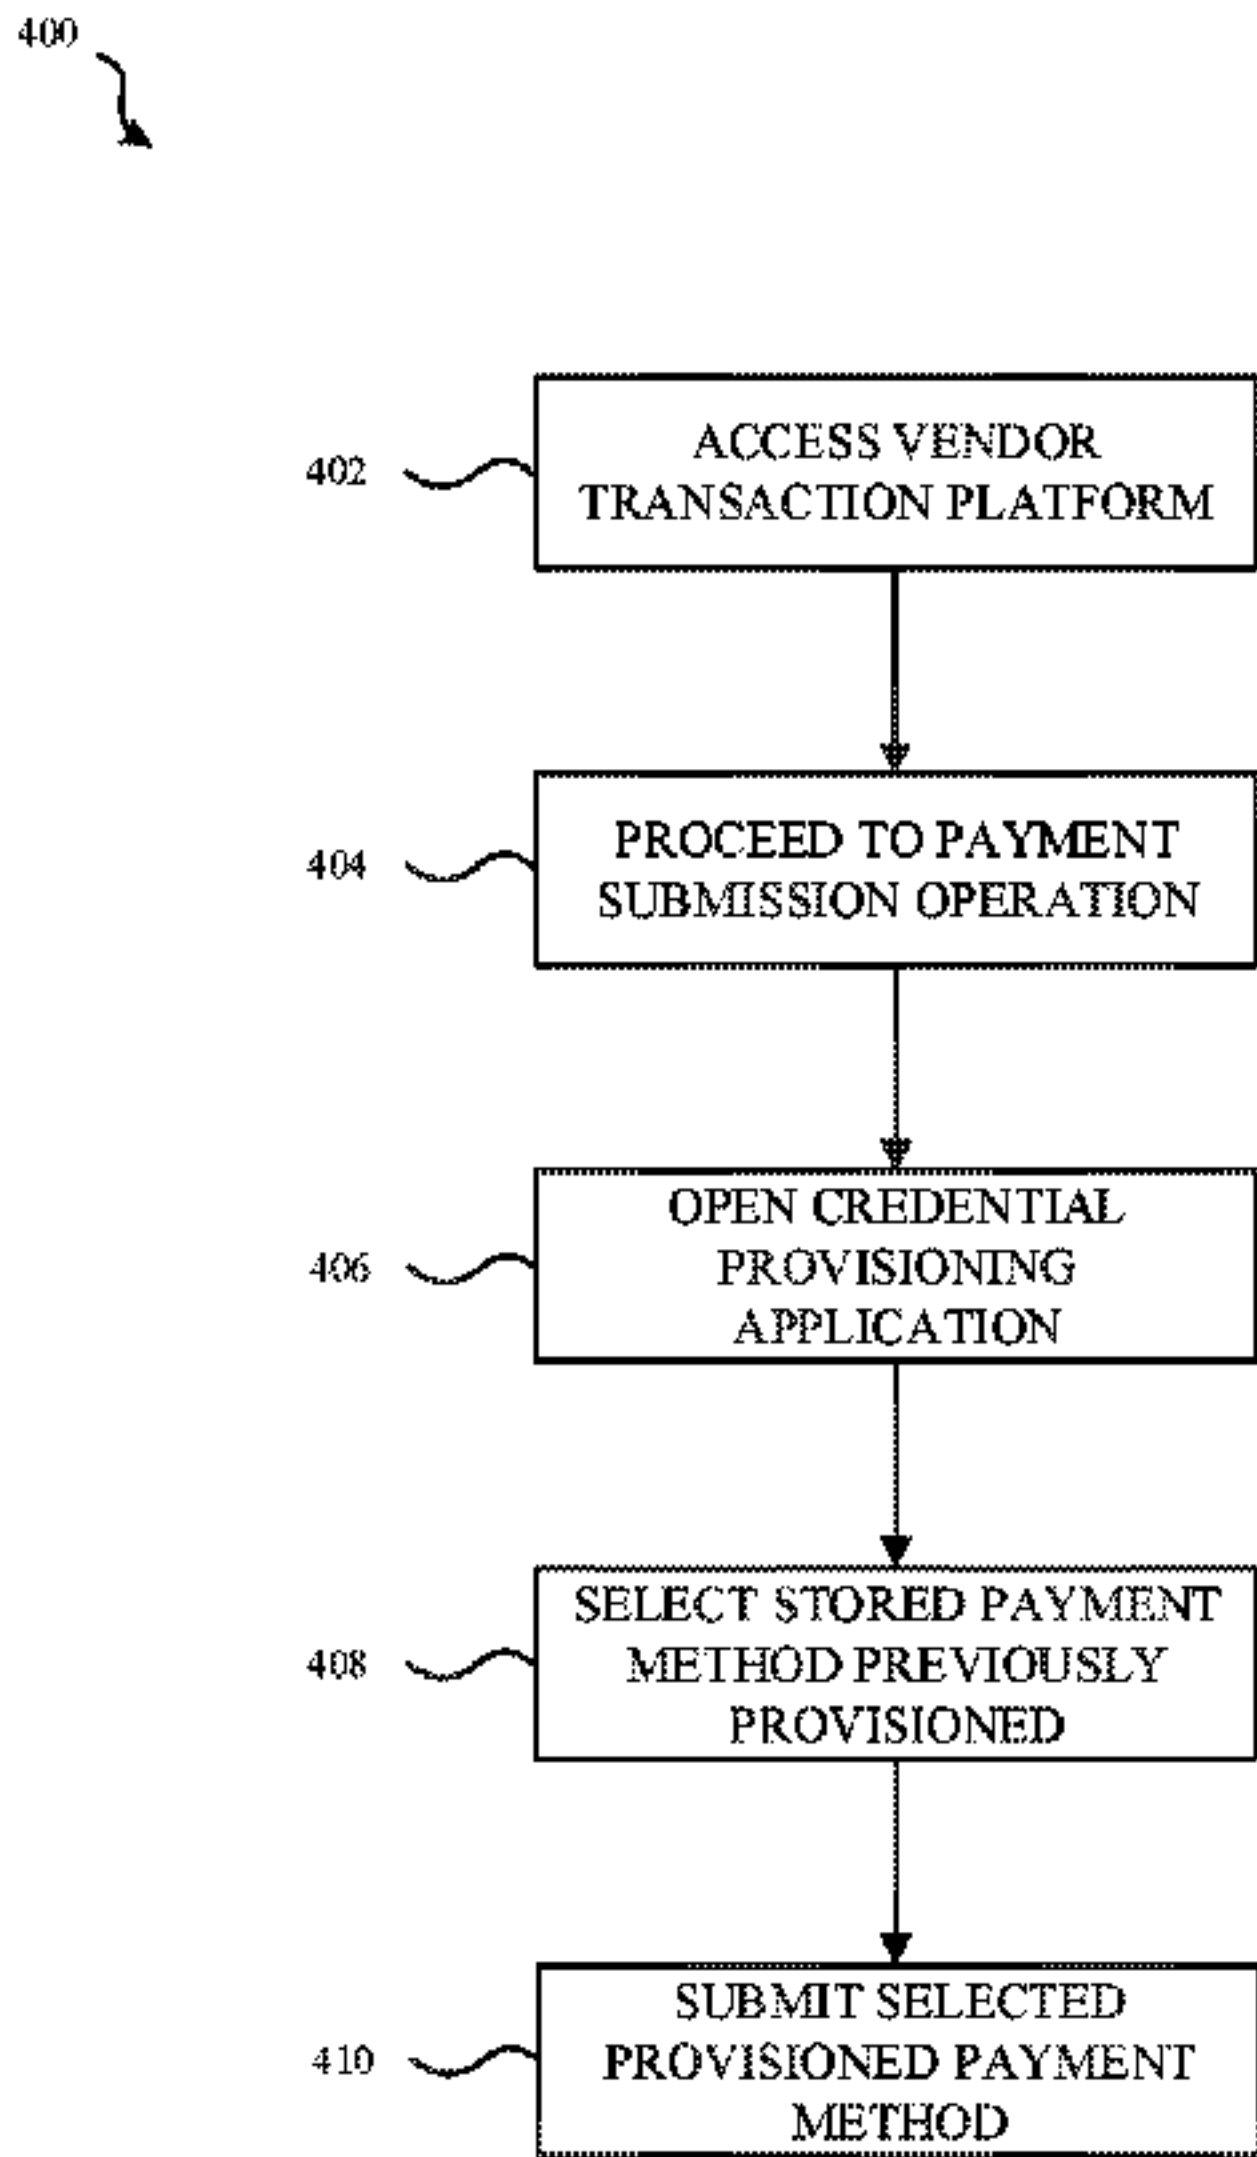 400
402
ACCESS VENDOR
TRANSACTION PLATFORM
404
PROCEED TO PAYMENT
SUBMISSION OPERATION
406
OPEN CREDENTIAL
PROVISIONING
APPLICATION
408
SELECT STORED PAYMENT
METHOD PREVIOUSLY
PROVISIONED
410
SUBMIT SELECTED
PROVISIONED PAYMENT
METHOD